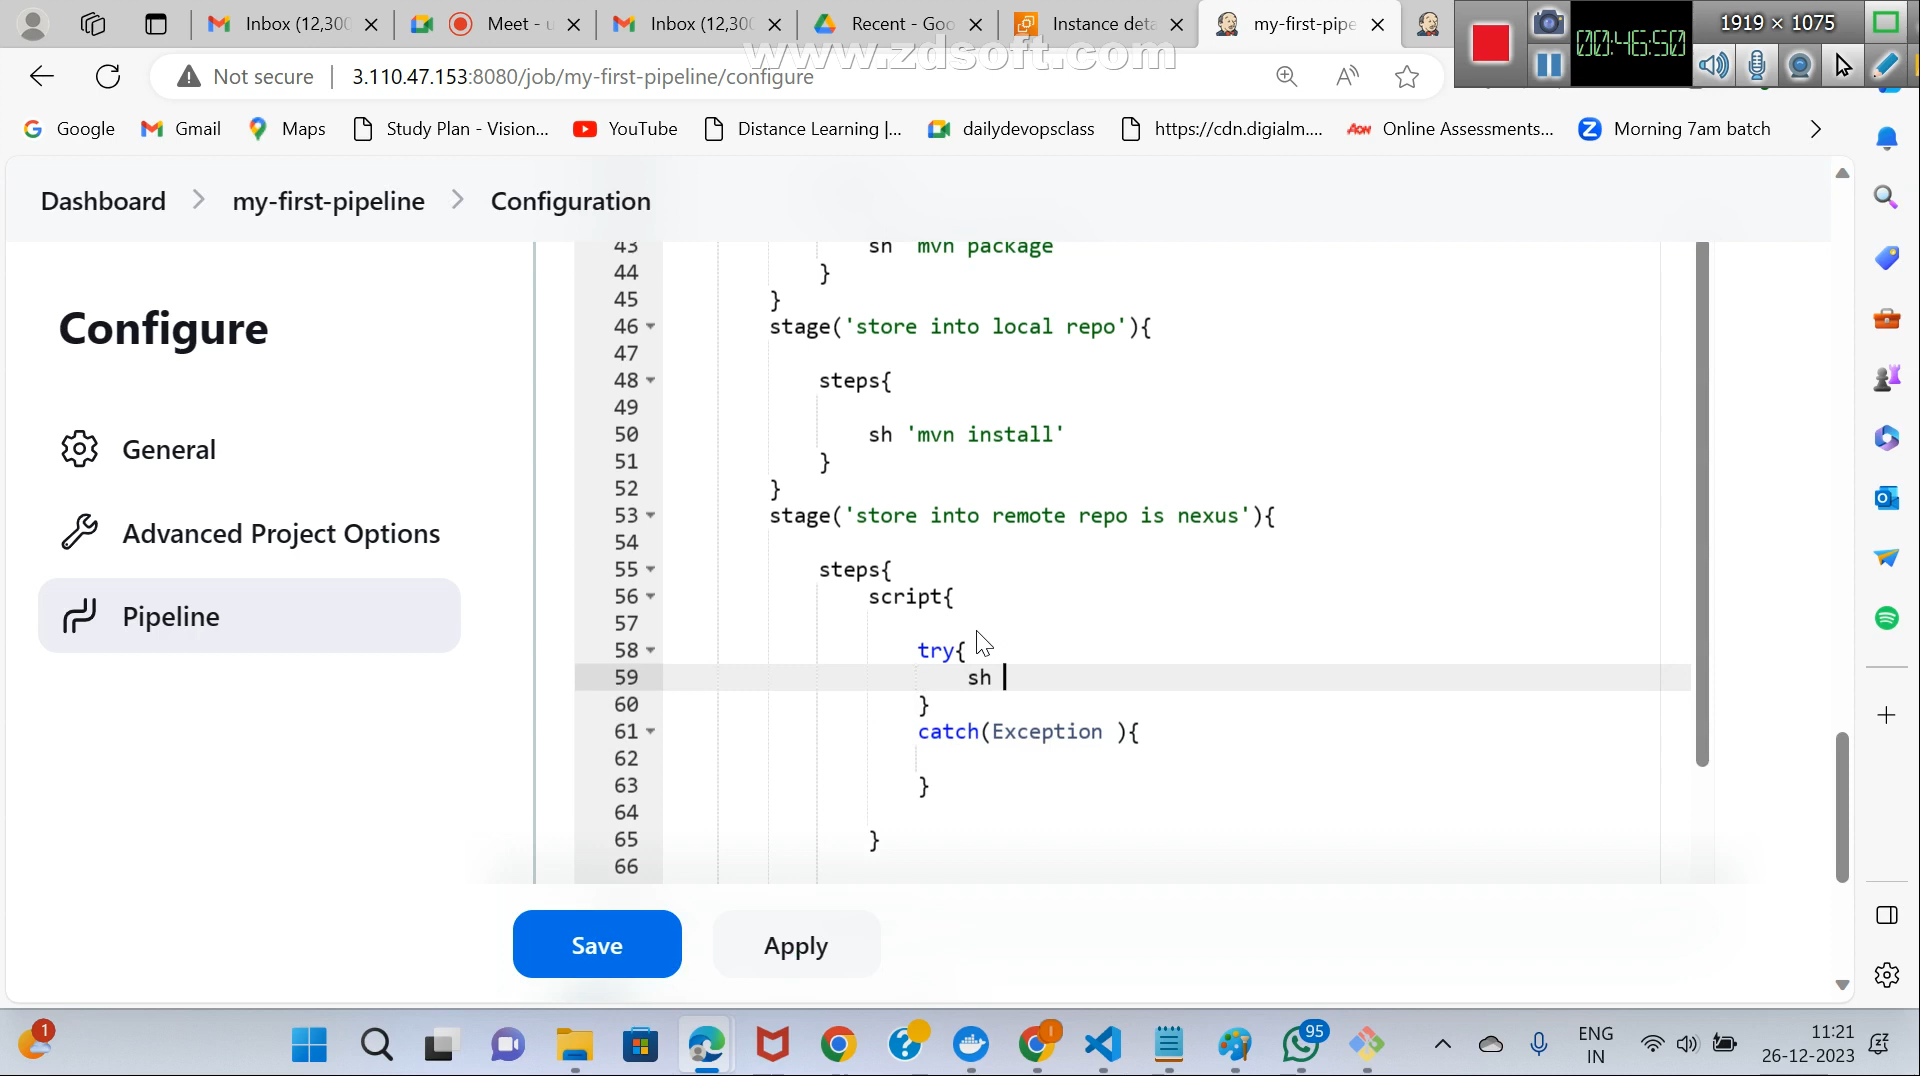 Inbox (12,300
Meet - u
Inbox (12,300
Recent - Goo
Instance deta
my-first-pipe
www.zdsoft.com
00:46:50
1919 × 1075
Not secure
3.110.47.153:8080/job/my-first-pipeline/configure
Google
Gmail
Maps
Study Plan - Vision...
YouTube
Distance Learning |...
dailydevopsclass
https://cdn.digialm....
Aon
Online Assessments...
Z
Morning 7am batch
Dashboard
my-first-pipeline
Configuration
Configure
General
Advanced Project Options
Pipeline
43 sh 'mvn package
44 }
45 }
46 stage('store into local repo'){
47
48 steps{
49
50 sh 'mvn install'
51 }
52 }
53 stage('store into remote repo is nexus'){
54
55 steps{
56 script{
57
58 try{
59 sh
60 }
61 catch(Exception ){
62
63 }
64
65 }
66
Save
Apply
1
95
ENG
IN
11:21
26-12-2023